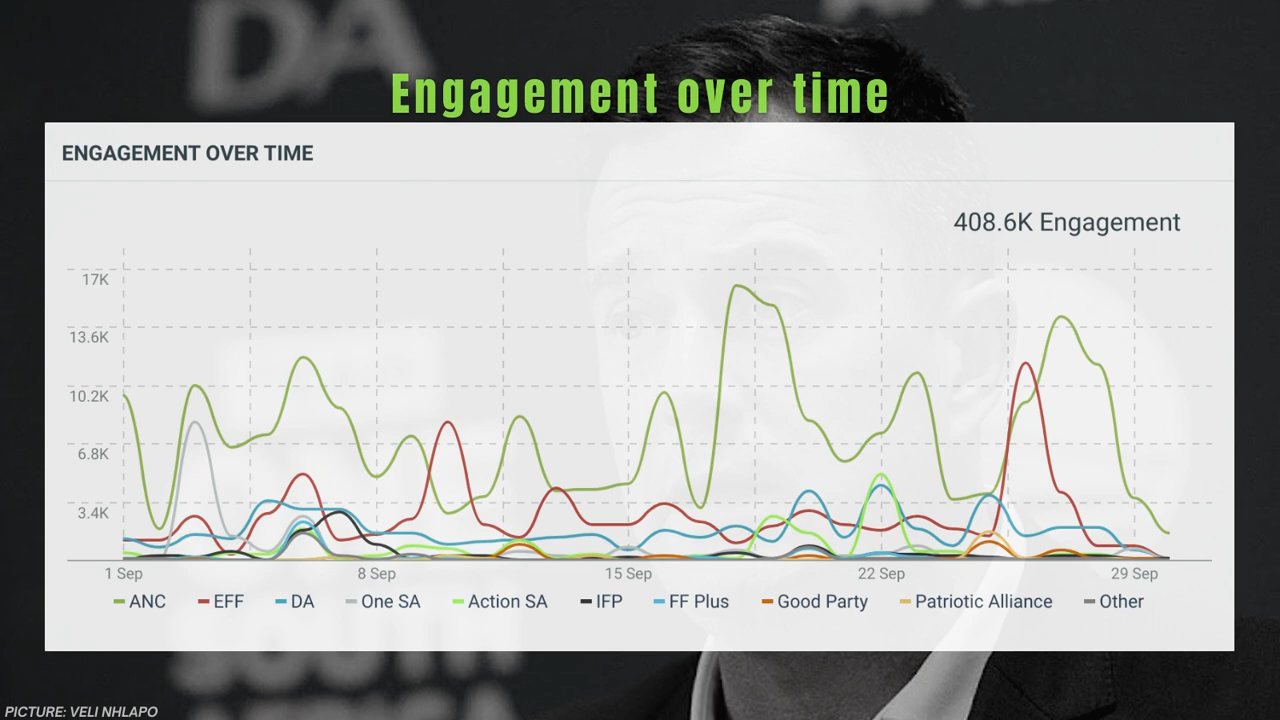 DA
Engagement over time
ENGAGEMENT OVER TIME
408.6K Engagement
17K
13.6K
10.2K
6.8K
3.4K
1 Sep 8 Sep 15 Sep 22 Sep 29 Sep
ANC EFF DA One SA Action SA IFP FF Plus Good Party Patriotic Alliance Other
PICTURE: VELI NHLAPO